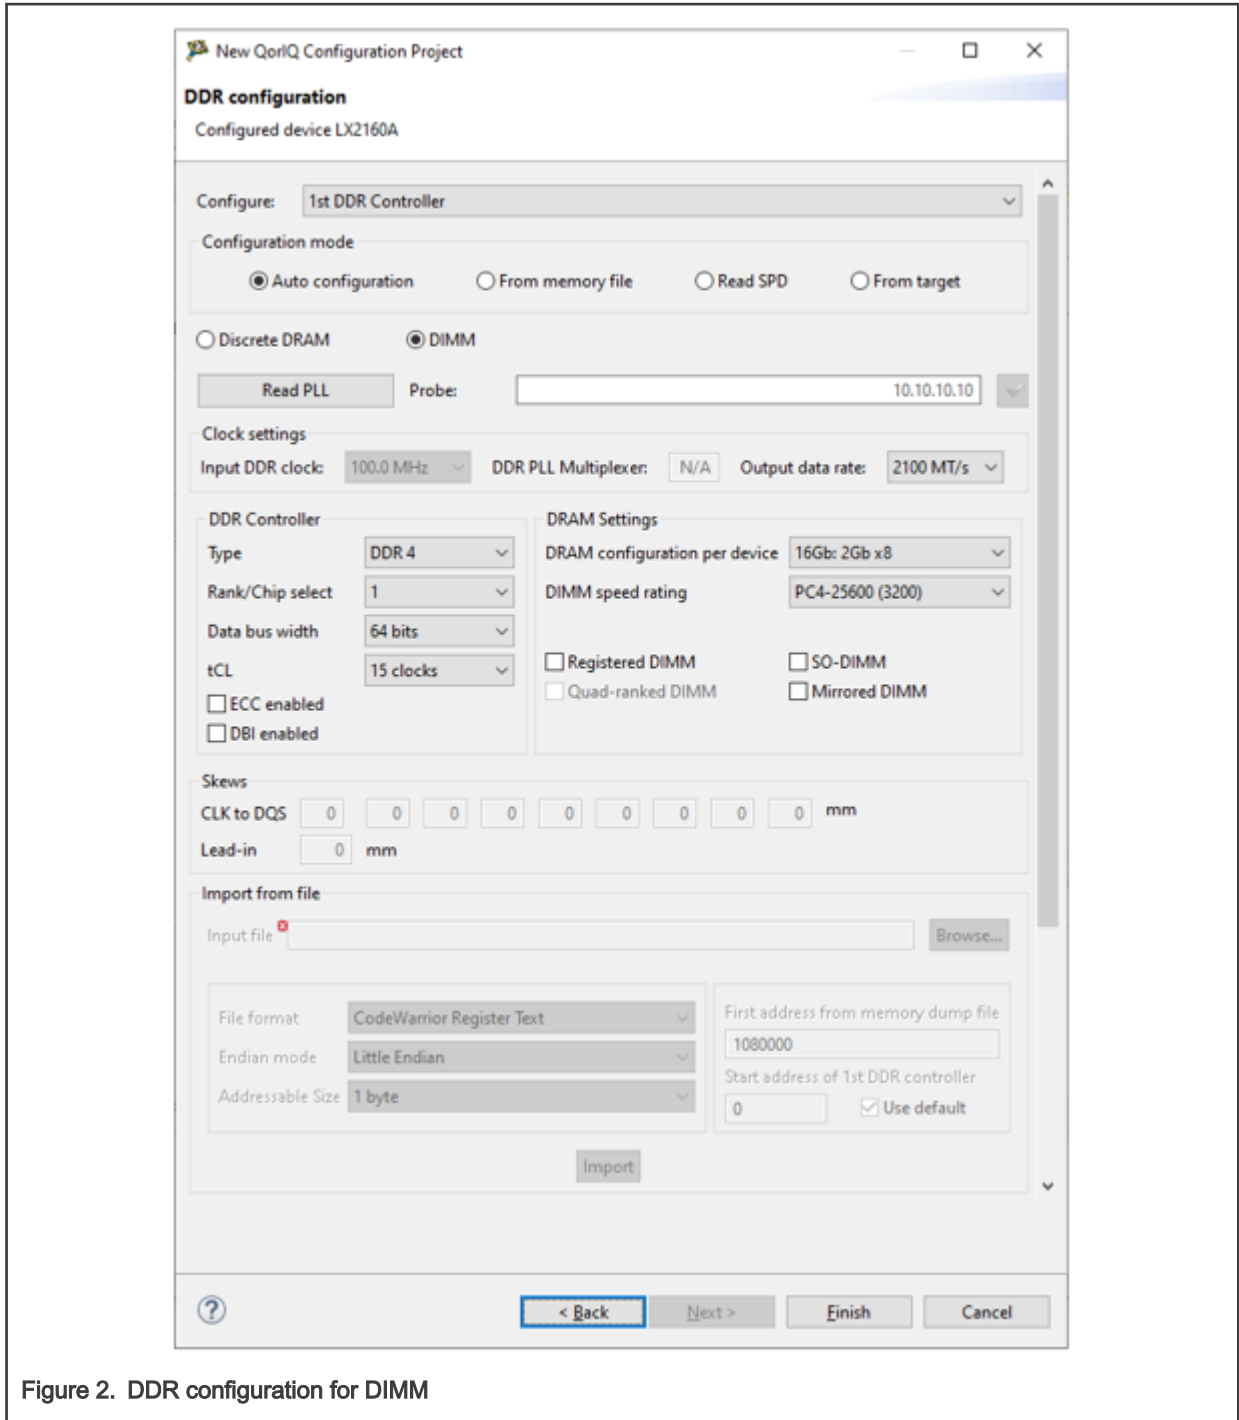 New QorIQ Configuration Project
DDR configuration
Configured device LX2160A
Configure: 1st DDR Controller
Configuration mode
Auto configuration From memory file Read SPD From target
Discrete DRAM DIMM
Read PLL Probe: 10.10.10.10
Clock settings
Input DDR clock: 100.0 MHz DDR PLL Multiplexer: N/A Output data rate: 2100 MT/s
DDR Controller DRAM Settings
Type DDR 4 DRAM configuration per device 16Gb: 2Gb x8
Rank/Chip select 1 DIMM speed rating PC4-25600 (3200)
Data bus width 64 bits
tCL 15 clocks Registered DIMM SO-DIMM
ECC enabled Quad-ranked DIMM Mirrored DIMM
DBI enabled
Skews
CLK to DQS 0 0 0 0 0 0 0 0 0 mm
Lead-in 0 mm
Import from file
Input file Browse...
File format CodeWarrior Register Text First address from memory dump file
1080000
Endian mode Little Endian
Start address of 1st DDR controller
Addressable Size 1 byte 0 Use default
Import
? < Back Next > Finish Cancel
Figure 2. DDR configuration for DIMM